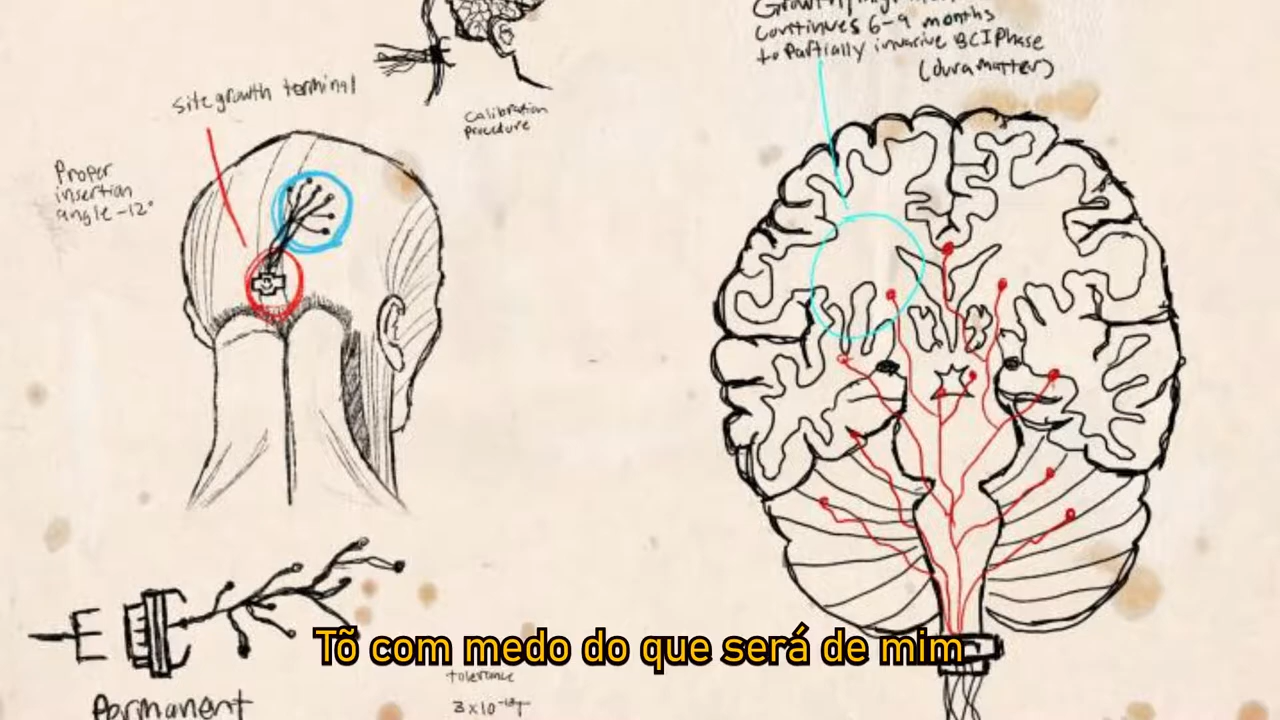 continues 6-9 months
to partially invasive BCI Phase
(dura matter)
site growth terminal
calibration
procedure
Proper
insertion
angle -12°
Permanent
tolerance
Tõ com medo do que será de mim